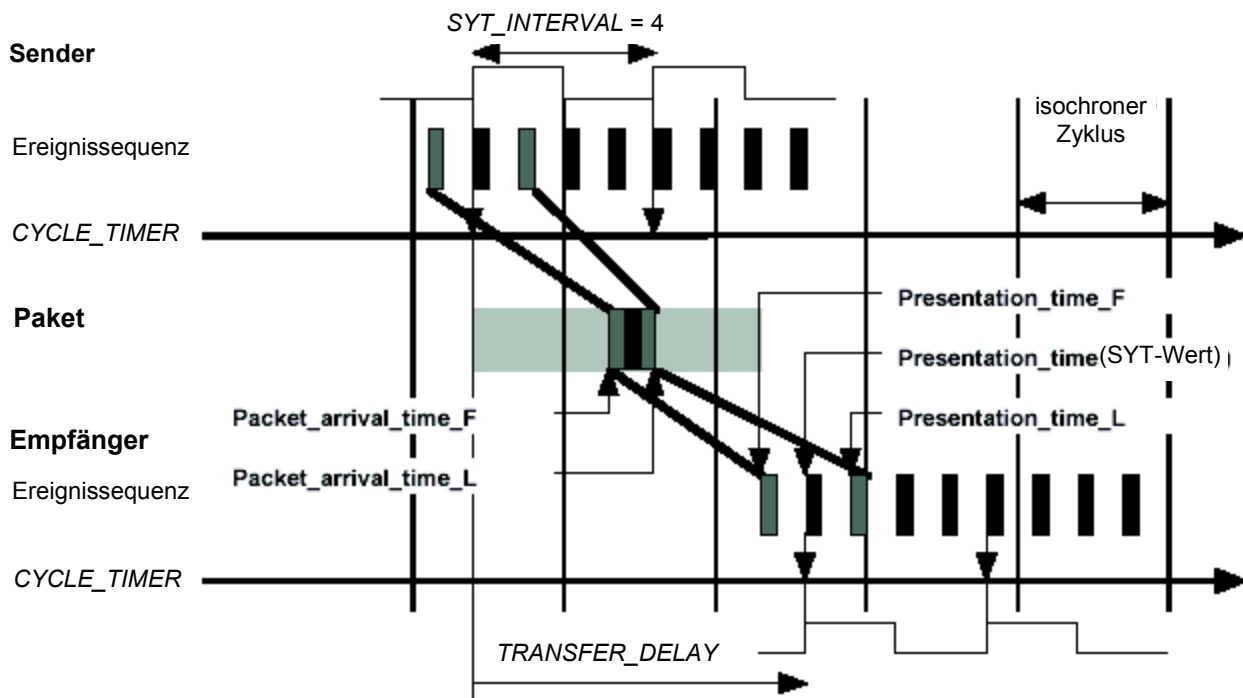 SYT_INTERVAL = 4
Sender
isochroner
Zyklus
Ereignissequenz
CYCLE_TIMER
Presentation_time_F
Paket
Presentation_time(SYT-Wert)
Packet_arrival_time_F
Presentation_time_L
Empfänger
Packet_arrival_time_L
Ereignissequenz
CYCLE_TIMER
TRANSFER_DELAY